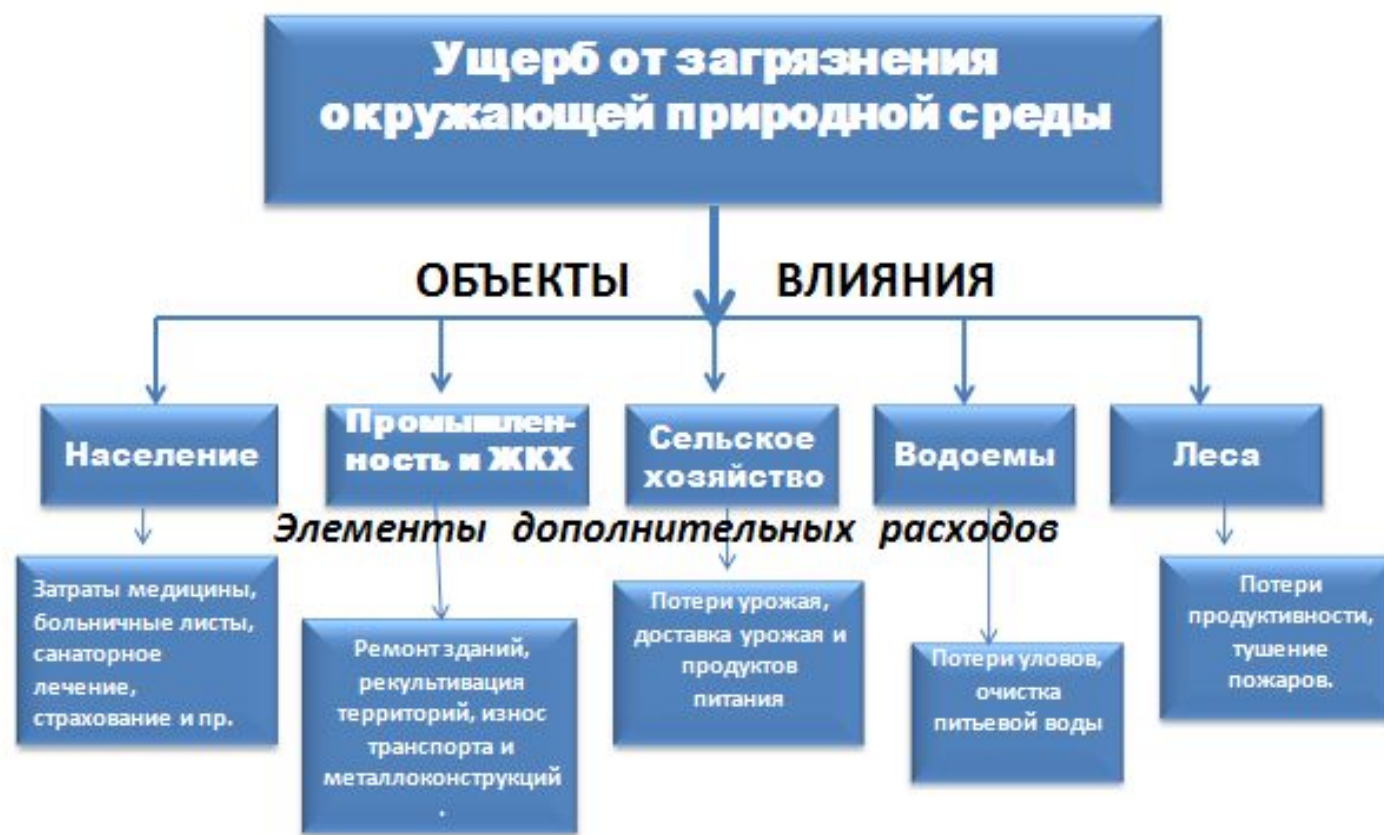 Ущерб от загрязнения
окружающей природной среды
ОБЪЕКТЫ ВЛИЯНИЯ
Население
Промышлен-
ность и ЖКХ
Сельское
хозяйство
Водоемы
Леса
Элементы дополнительных расходов
Затраты медицины,
больничные листы,
санаторное
лечение,
страхование и пр.
Ремонт зданий,
рекультивация
территорий, износ
транспорта и
металлоконструкций
.
Потери урожая,
доставка урожая и
продуктов
питания
Потери уловов,
очистка
питьевой воды
Потери
продуктивности,
тушение
пожаров.